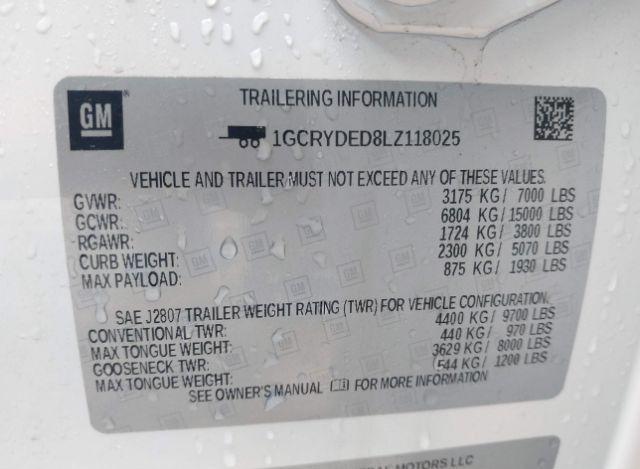 GM
TRAILERING INFORMATION
1GCRYDED8LZ118025
VEHICLE AND TRAILER MUST NOT EXCEED ANY OF THESE VALUES.
GVWR: 3175 KG/ 7000 LBS
GCWR: 6804 KG/ 15000 LBS
RGAWR: 1724 KG/ 3800 LBS
CURB WEIGHT: 2300 KG/ 5070 LBS
MAX PAYLOAD: 875 KG/ 1930 LBS
SAE J2807 TRAILER WEIGHT RATING (TWR) FOR VEHICLE CONFIGURATION.
CONVENTIONAL TWR: 4400 KG/ 9700 LBS
MAX TONGUE WEIGHT: 440 KG/ 970 LBS
GOOSENECK TWR: 3629 KG/ 8000 LBS
MAX TONGUE WEIGHT: 544 KG/ 1200 LBS
SEE OWNER'S MANUAL FOR MORE INFORMATION
MOTORS LLC